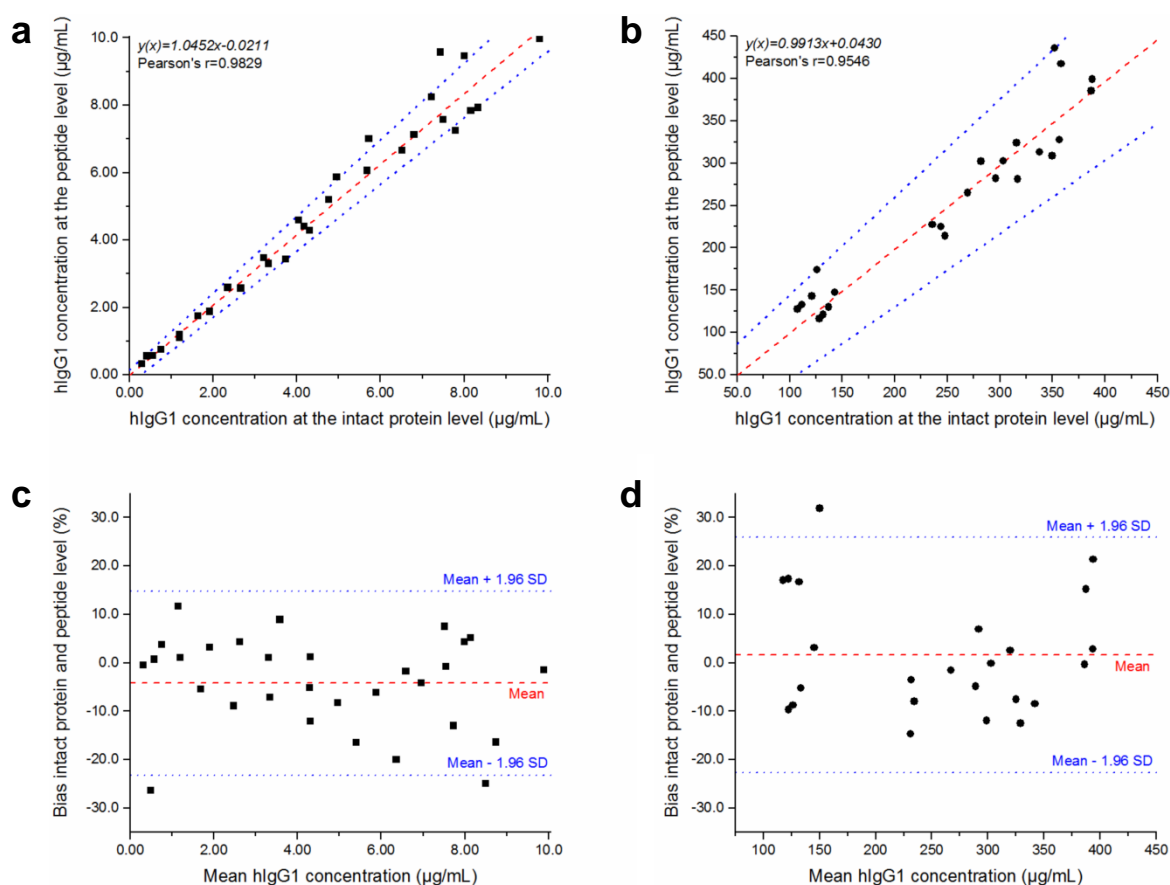 a
y(x)=1.0452x-0.0211
Pearson's r=0.9829
hIgG1 concentration at the peptide level (µg/mL)
10.0
8.00
6.00
4.00
2.00
0.00
0.00 2.00 4.00 6.00 8.00 10.0
hIgG1 concentration at the intact protein level (µg/mL)
b
y(x)=0.9913x+0.0430
Pearson's r=0.9546
hIgG1 concentration at the peptide level (µg/mL)
450
400
350
300
250
200
150
100
50.0
50.0 100 150 200 250 300 350 400 450
hIgG1 concentration at the intact protein level (µg/mL)
c
Bias intact protein and peptide level (%)
30.0
20.0
10.0
0.0
-10.0
-20.0
-30.0
Mean + 1.96 SD
Mean
Mean - 1.96 SD
0.00 2.00 4.00 6.00 8.00 10.0
Mean hIgG1 concentration (µg/mL)
d
Bias intact protein and peptide level (%)
30.0
20.0
10.0
0.0
-10.0
-20.0
-30.0
Mean + 1.96 SD
Mean
Mean - 1.96 SD
100 150 200 250 300 350 400 450
Mean hIgG1 concentration (µg/mL)